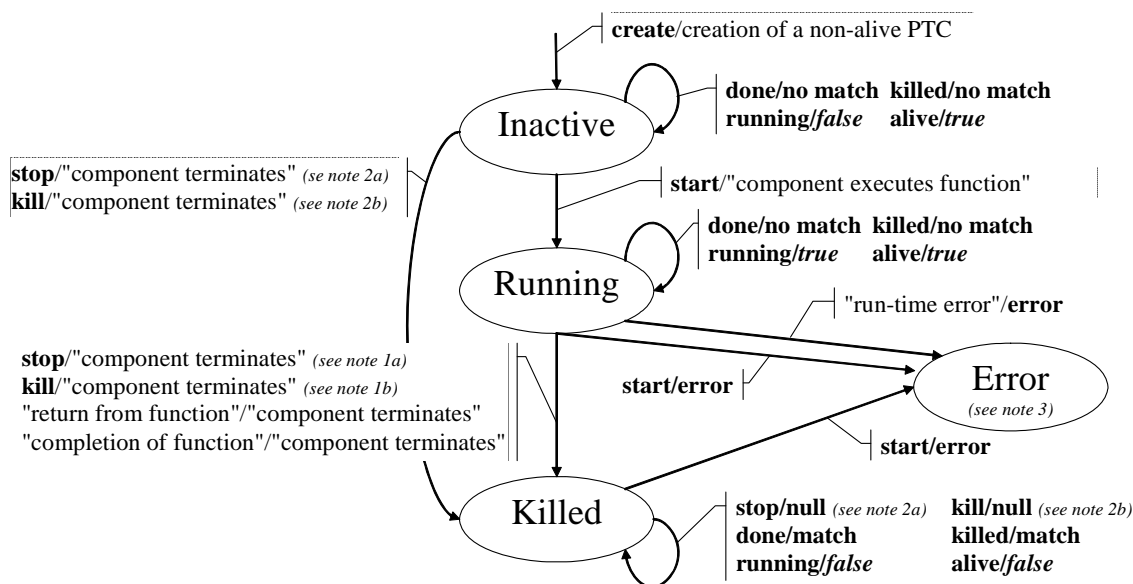 create/creation of a non-alive PTC
done/no match killed/no match
running/false alive/true
Inactive
stop/"component terminates" (se note 2a)
kill/"component terminates" (see note 2b)
start/"component executes function"
done/no match killed/no match
running/true alive/true
Running
"run-time error"/error
stop/"component terminates" (see note 1a)
kill/"component terminates" (see note 1b)
"return from function"/"component terminates"
"completion of function"/"component terminates"
start/error
Error
(see note 3)
start/error
Killed
stop/null (see note 2a) kill/null (see note 2b)
done/match killed/match
running/false alive/false